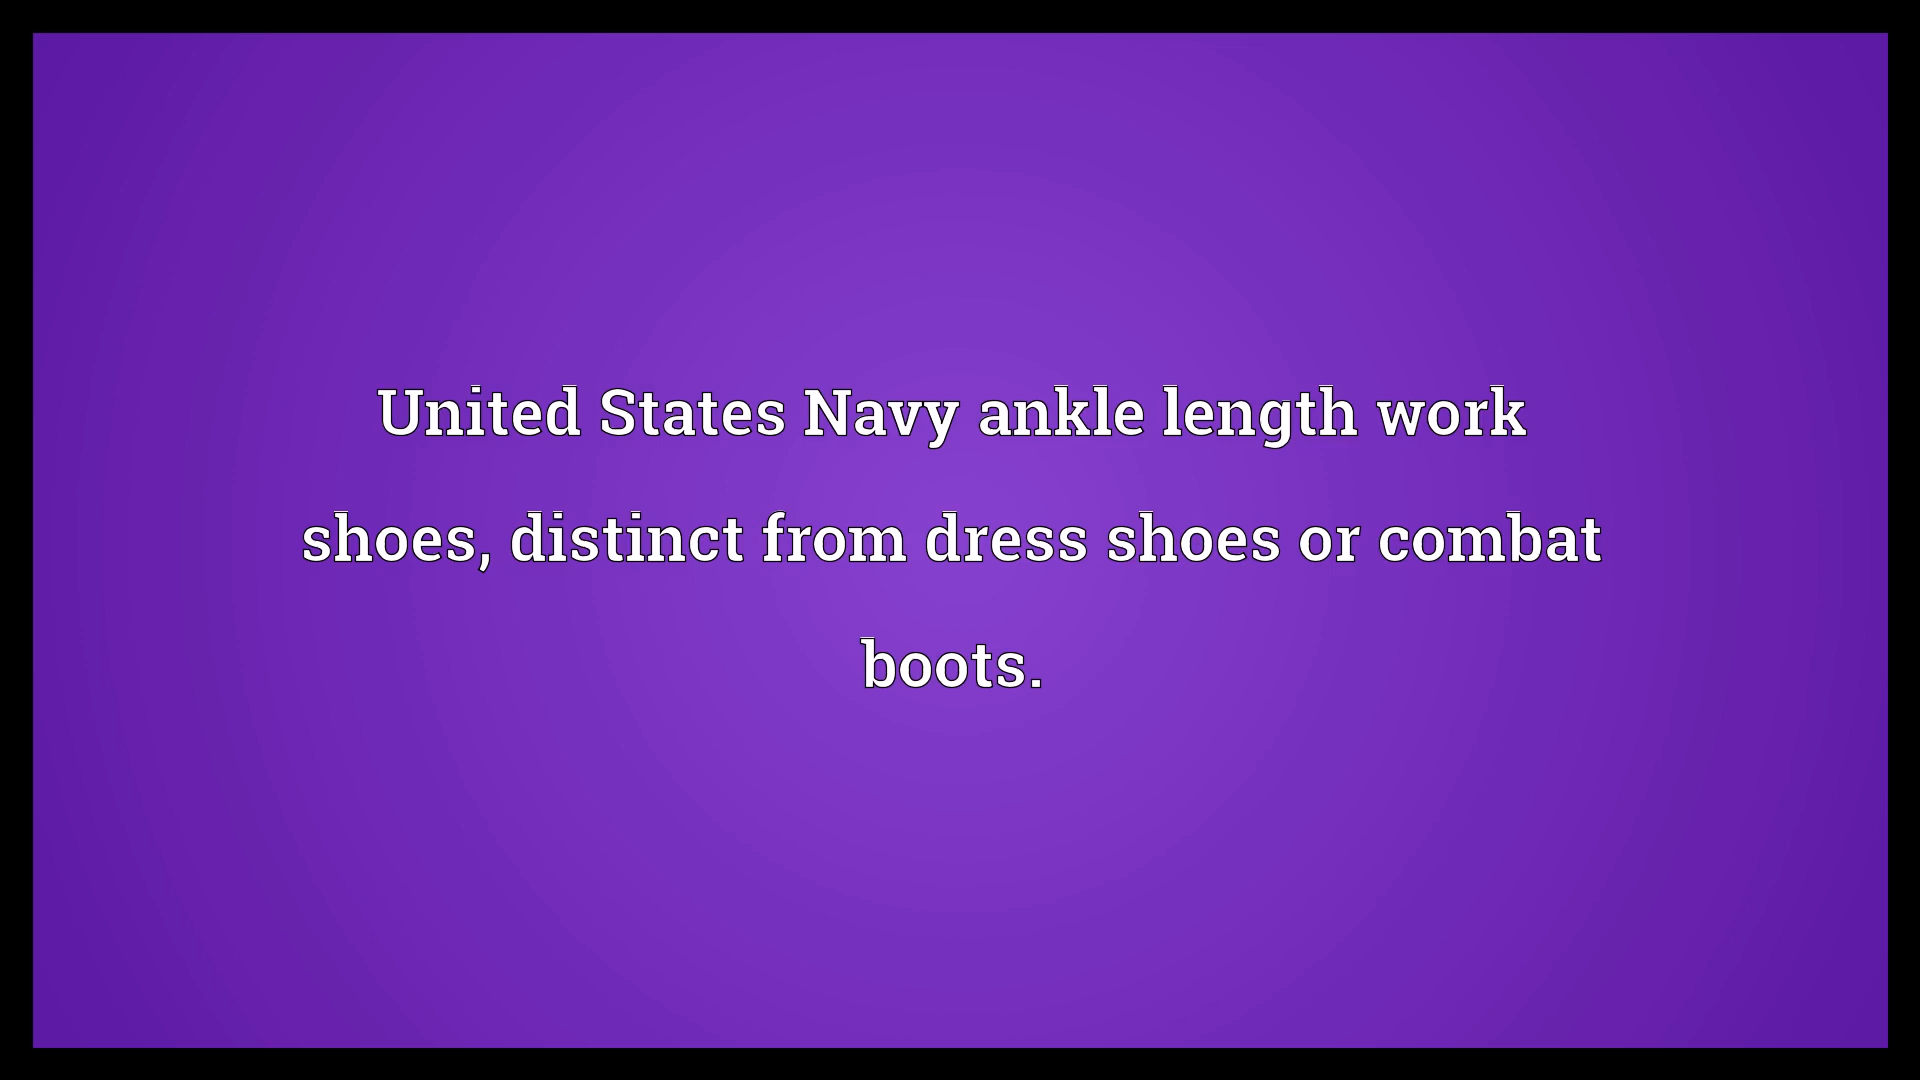 United States Navy ankle length work
shoes, distinct from dress shoes or combat
boots.